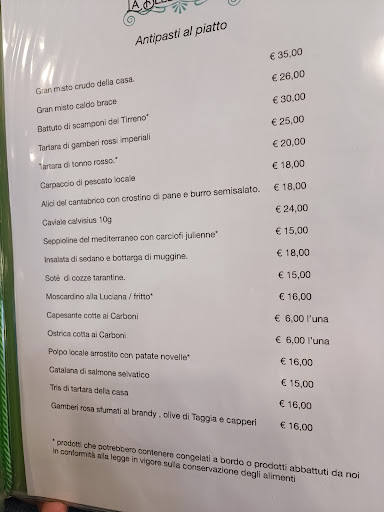 LA
Antipasti al piatto
Gran misto crudo della casa. € 35,00
Gran misto caldo brace € 26,00
Battuto di scamponi del Tirreno* € 30,00
Tartara di gamberi rossi imperiali € 25,00
Tartara di tonno rosso.* € 20,00
Carpaccio di pescato locale € 18,00
Alici del cantabrico con crostino di pane e burro semisalato. € 18,00
Caviale calvisius 10g € 24,00
Seppioline del mediterraneo con carciofi julienne* € 15,00
Insalata di sedano e bottarga di muggine. € 18,00
Sotè di cozze tarantine. € 15,00
Moscardino alla Luciana / fritto* € 16,00
Capesante cotte ai Carboni € 6,00 l'una
Ostrica cotta ai Carboni € 6,00 l'una
Polpo locale arrostito con patate novelle* € 16,00
Catalana di salmone selvatico € 15,00
Tris di tartara della casa € 16,00
Gamberi rosa sfumati al brandy , olive di Taggia e capperi € 16,00
* prodotti che potrebbero contenere congelati a bordo o prodotti abbattuti da noi
In conformità alla legge in vigore sulla conservazione degli alimenti